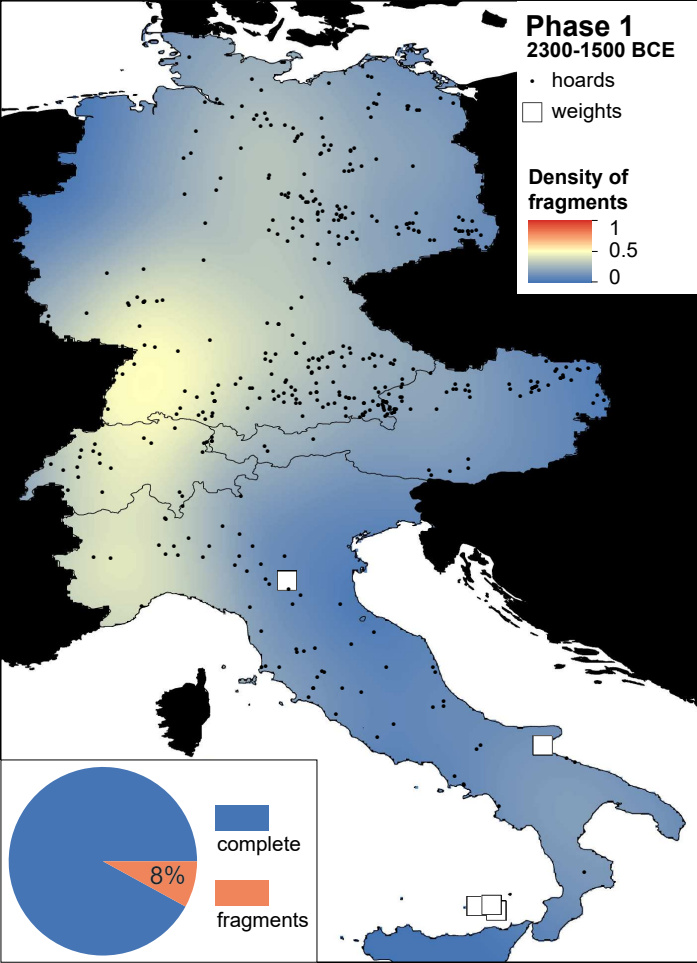 Phase 1
2300-1500 BCE
hoards
weights
Density of
fragments
1
0.5
0
8%
complete
fragments